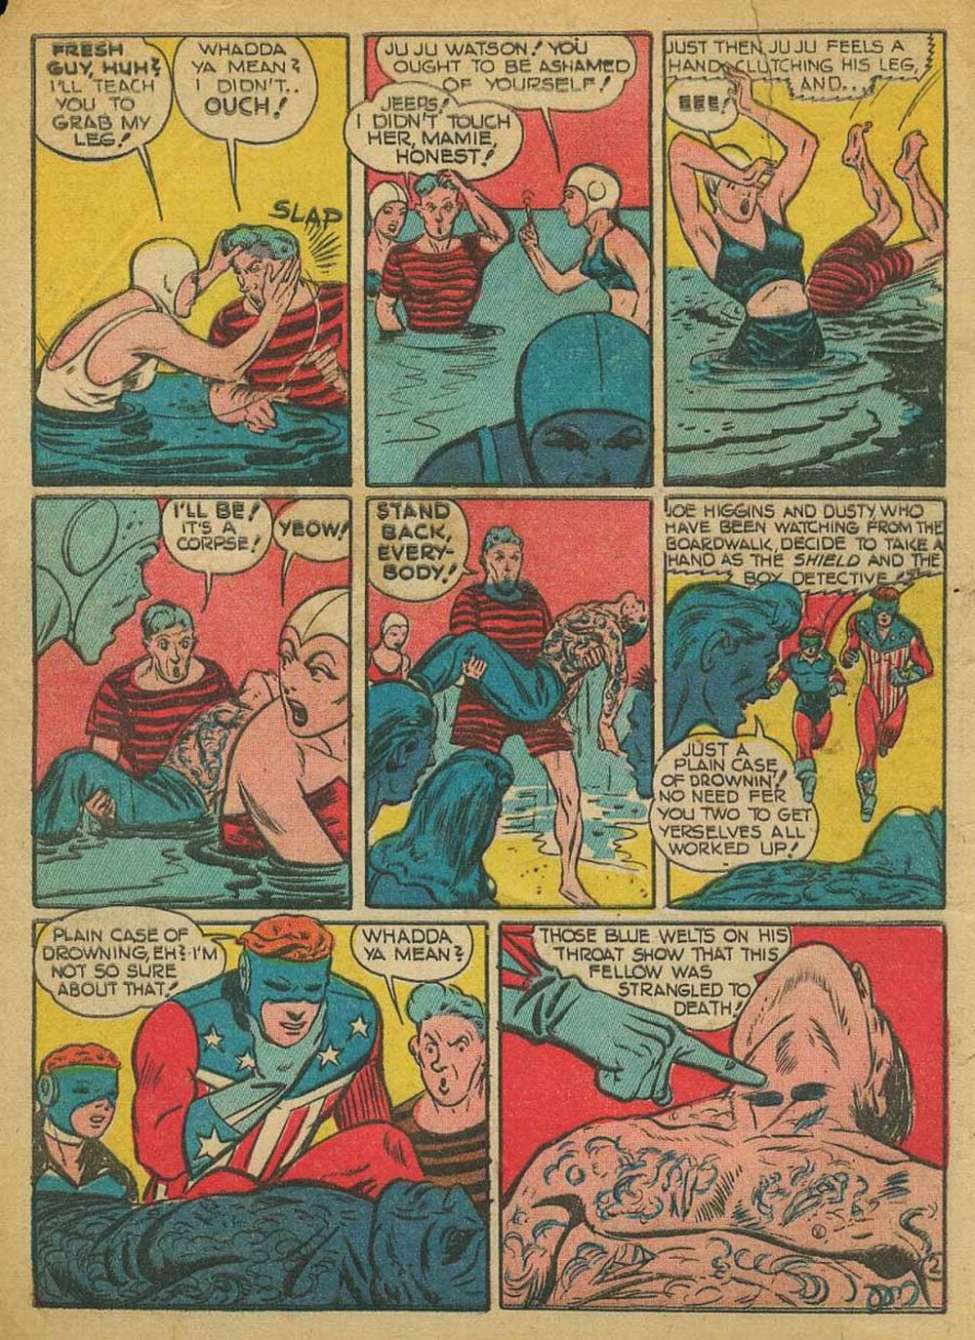 FRESH
GUY, HUH?
I'LL TEACH
YOU TO
GRAB MY
LEG!
WHADDA
YA MEAN?
I DIDN'T..
OUCH!
SLAP
JU JU WATSON! YOU
OUGHT TO BE ASHAMED
OF YOURSELF!
JEEPS!
I DIDN'T TOUCH
HER, MAMIE,
HONEST!
JUST THEN JU JU FEELS A
HAND CLUTCHING HIS LEG,
AND...
EEE!
I'LL BE!
IT'S A
CORPSE!
YEOW!
STAND
BACK,
EVERY-
BODY!
JOE HIGGINS AND DUSTY, WHO
HAVE BEEN WATCHING FROM THE
BOARDWALK, DECIDE TO TAKE A
HAND AS THE SHIELD AND THE
BOY DETECTIVE!
JUST A
PLAIN CASE
OF DROWNIN'!
NO NEED FER
YOU TWO TO GET
YERSELVES ALL
WORKED UP!
PLAIN CASE OF
DROWNING, EH? I'M
NOT SO SURE
ABOUT THAT!
WHADDA
YA MEAN?
THOSE BLUE WELTS ON HIS
THROAT SHOW THAT THIS
FELLOW WAS
STRANGLED TO
DEATH!
2